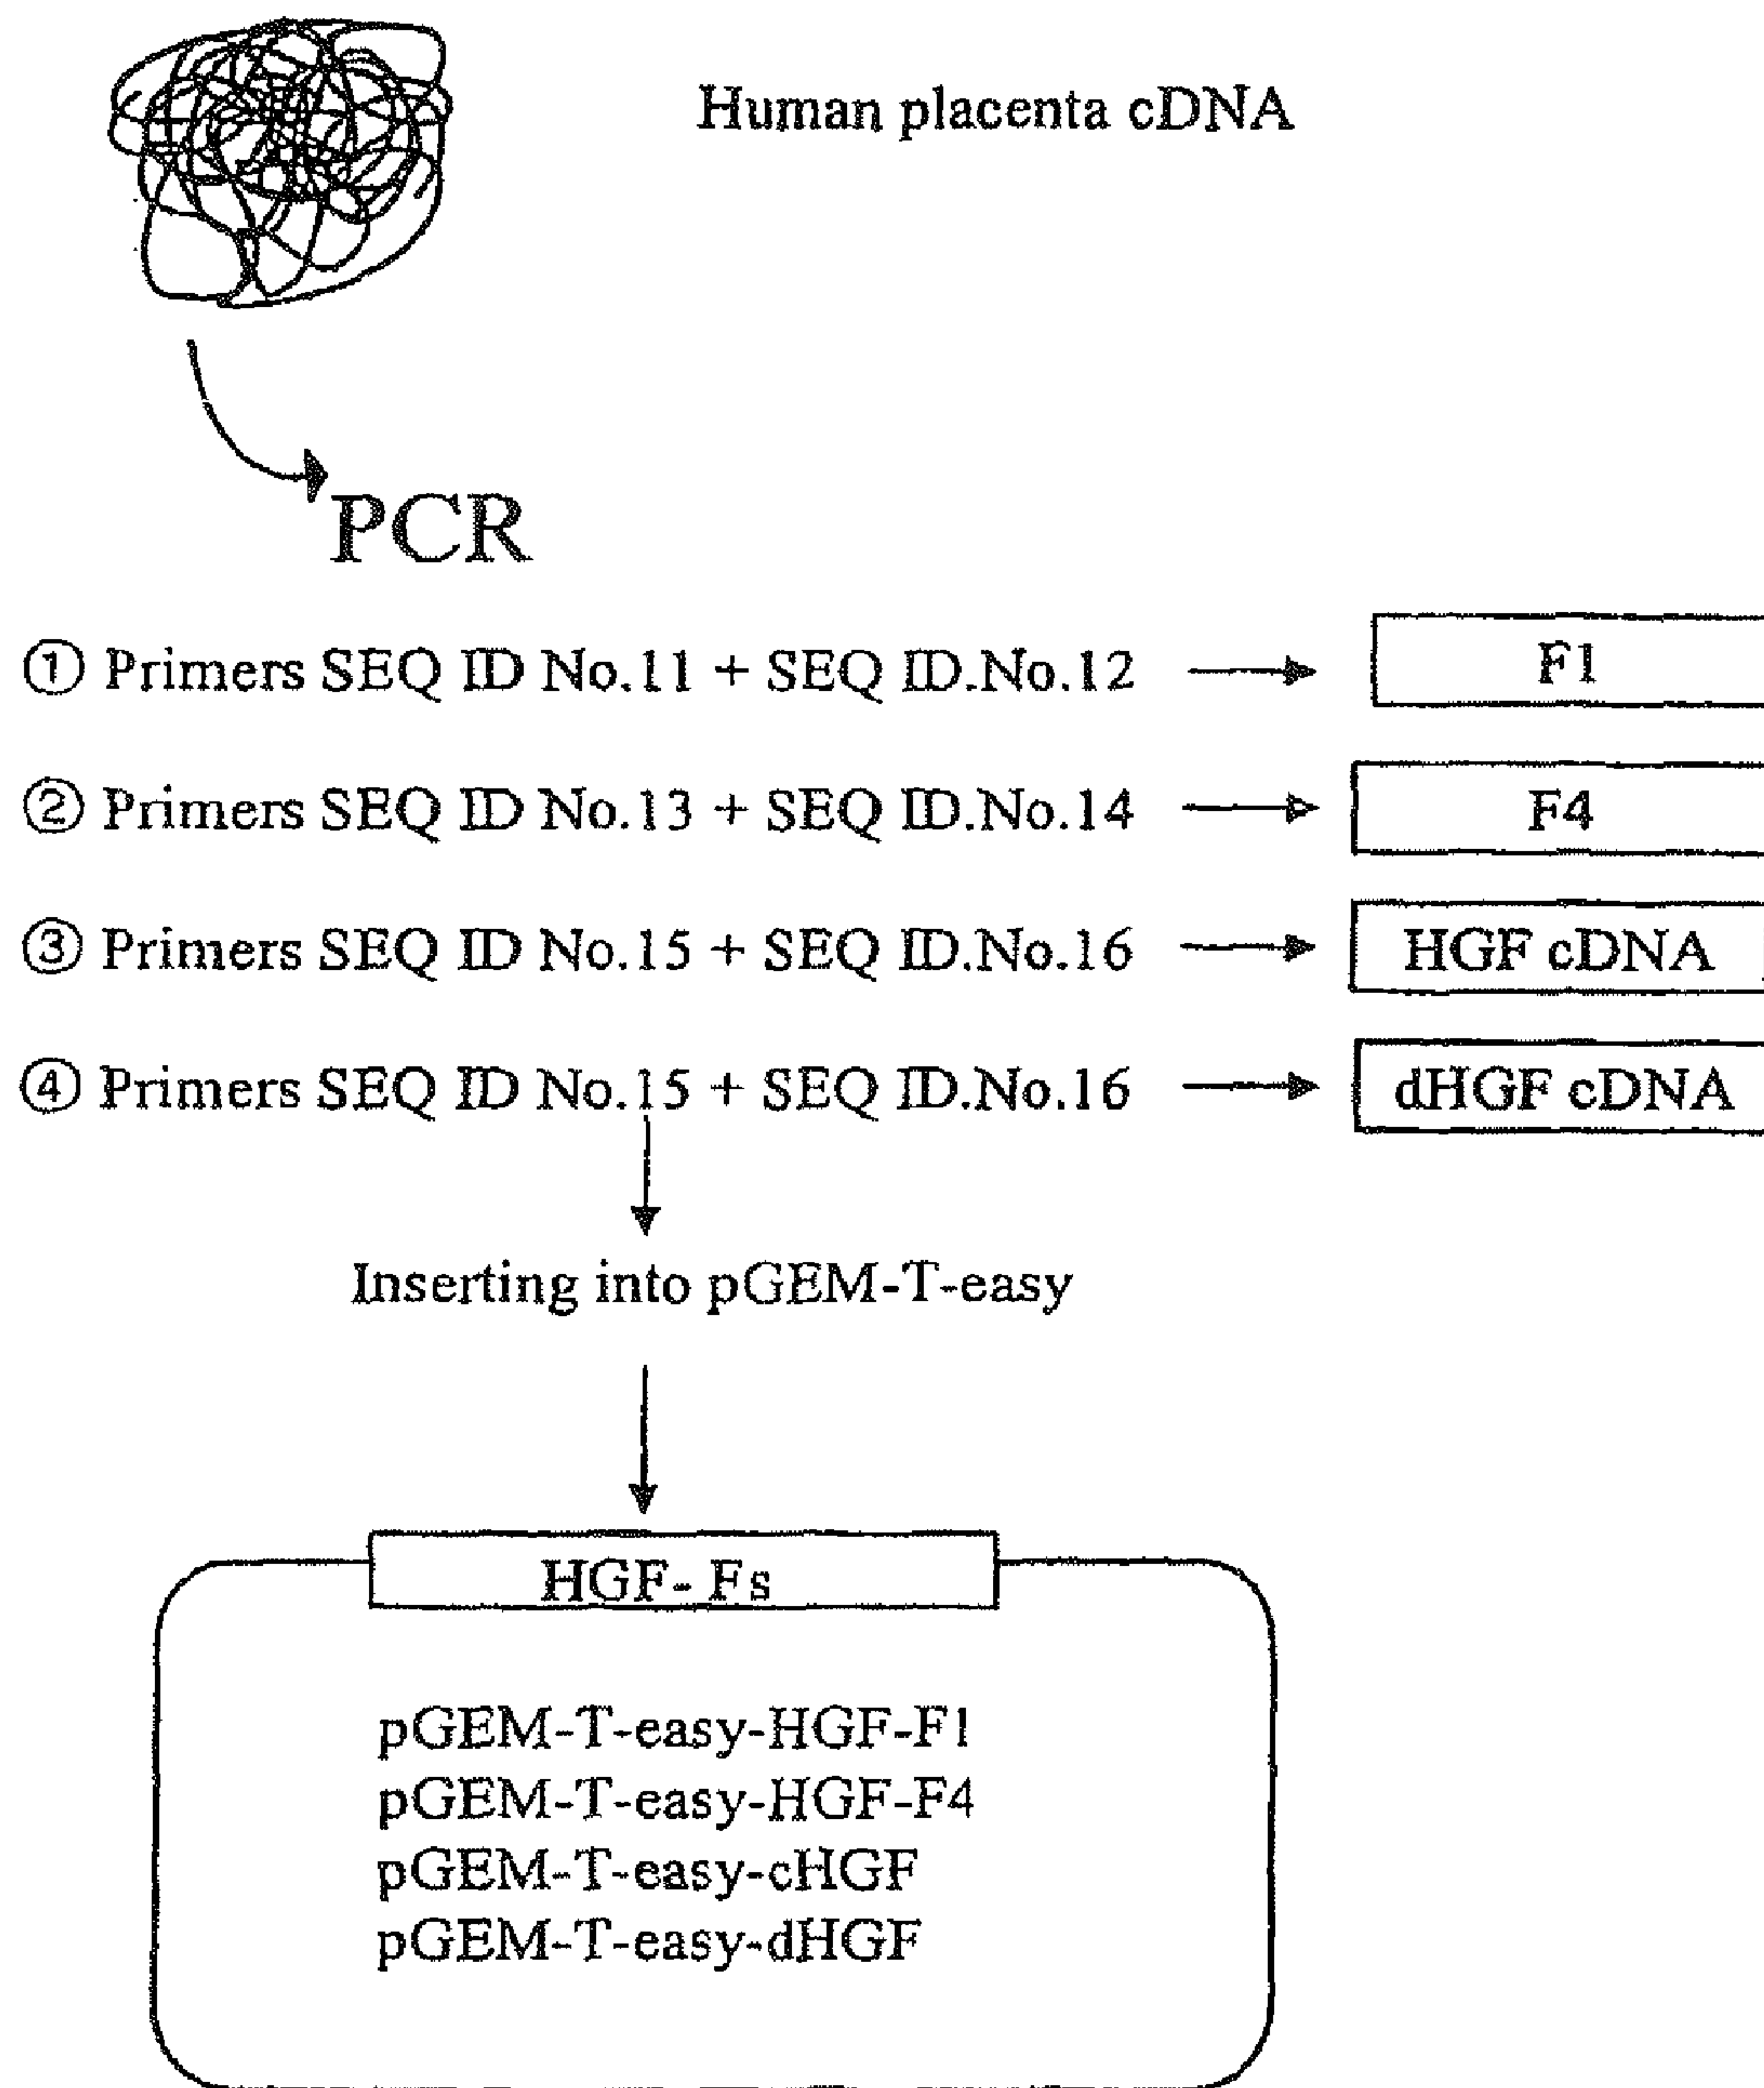 Human placenta cDNA
PCR
① Primers SEQ ID No.11 + SEQ ID.No.12 F1
② Primers SEQ ID No.13 + SEQ ID.No.14 F4
③ Primers SEQ ID No.15 + SEQ ID.No.16 HGF cDNA
④ Primers SEQ ID No.15 + SEQ ID.No.16 dHGF cDNA
Inserting into pGEM-T-easy
HGF- Fs
pGEM-T-easy-HGF-F1
pGEM-T-easy-HGF-F4
pGEM-T-easy-cHGF
pGEM-T-easy-dHGF